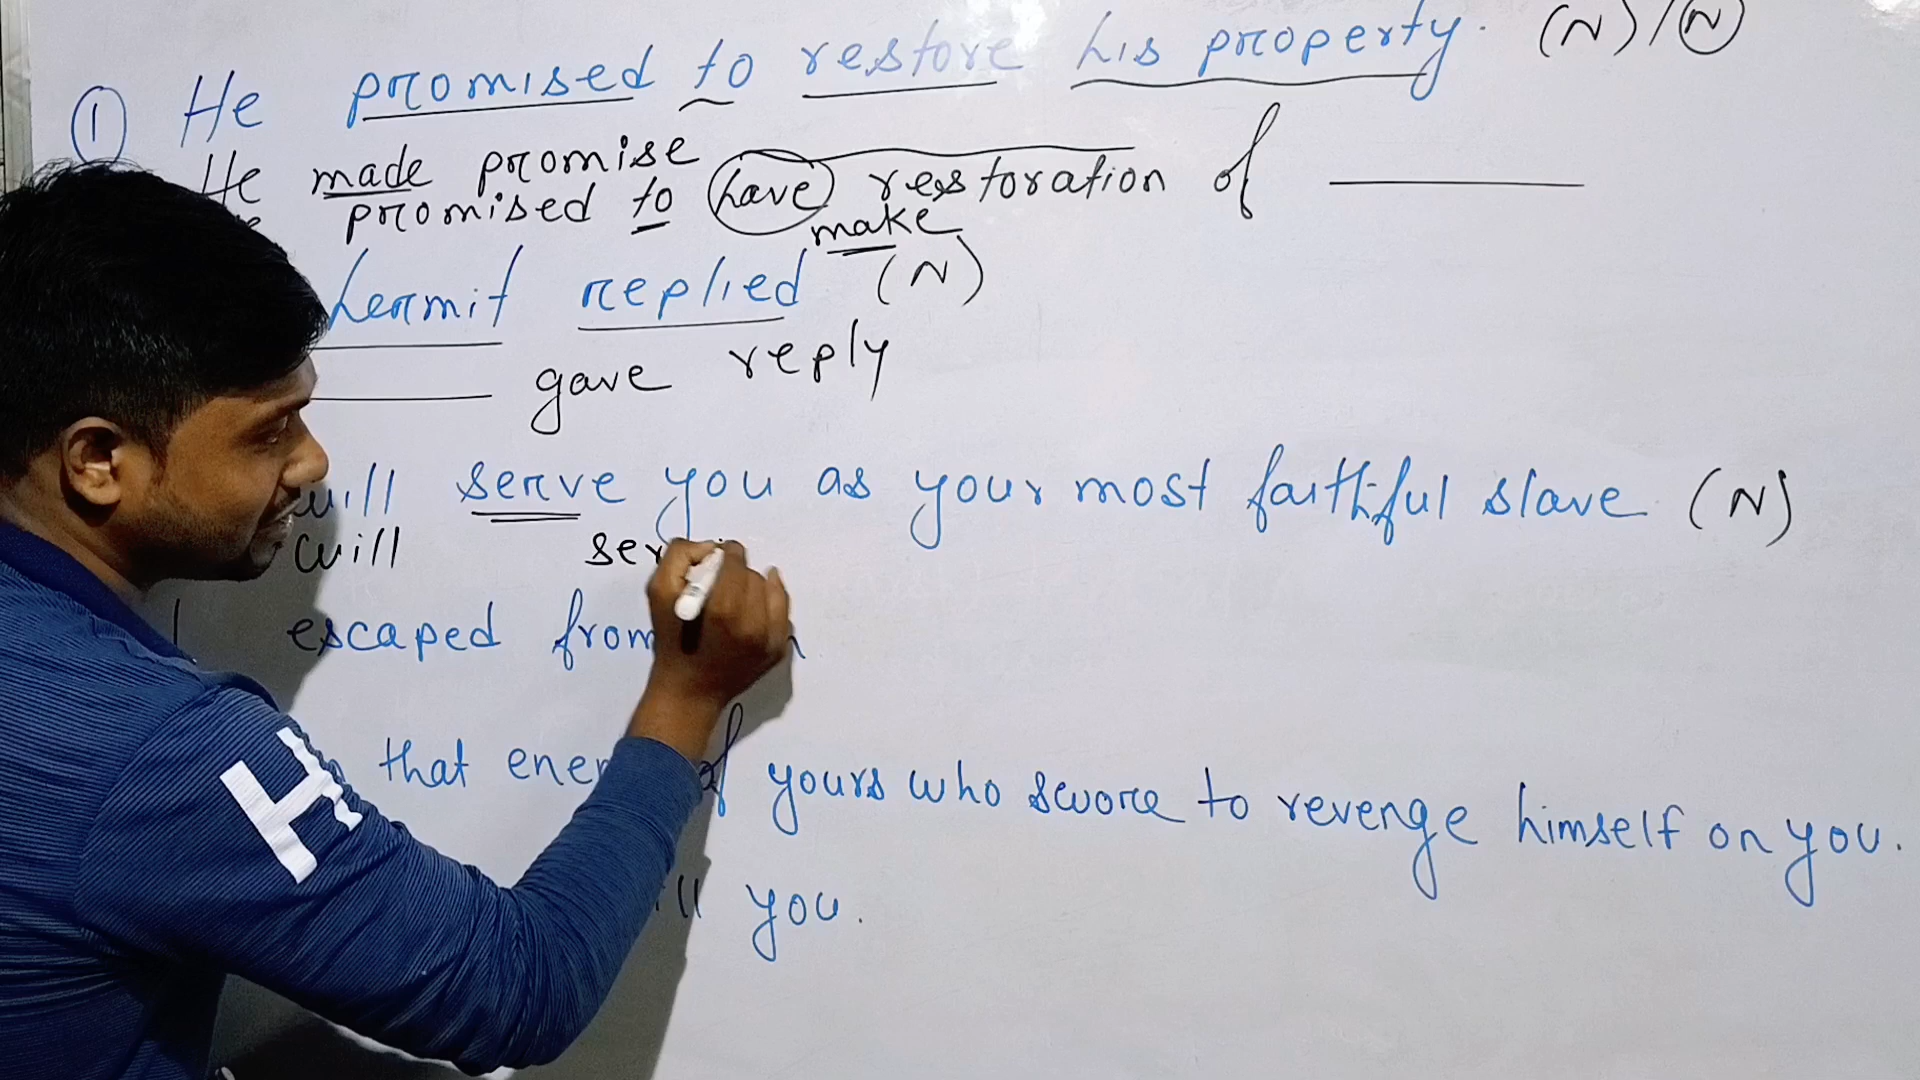 ① He promised to restore his property. (N)/Ⓝ
He made promise
promised to have restoration of
make
hermit replied (N)
gave reply
will serve you as your most faithful slave (N)
will
escaped from
that of yours who swore to revenge himself on you.
you.
H